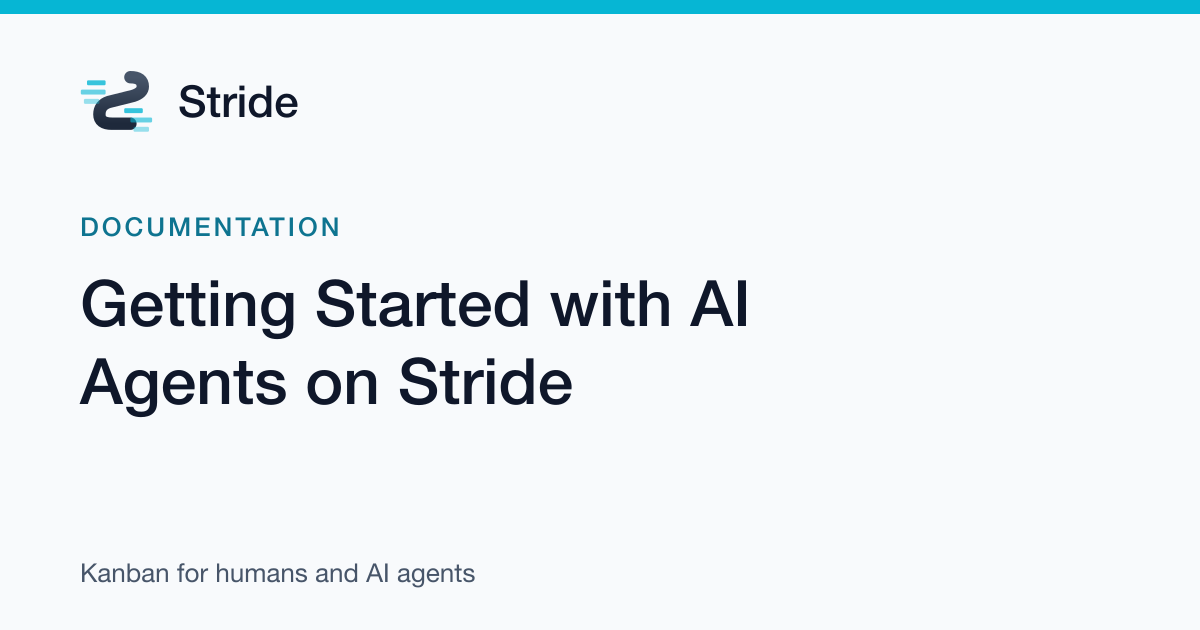 Stride
DOCUMENTATION
Getting Started with AI
Agents on Stride
Kanban for humans and AI agents